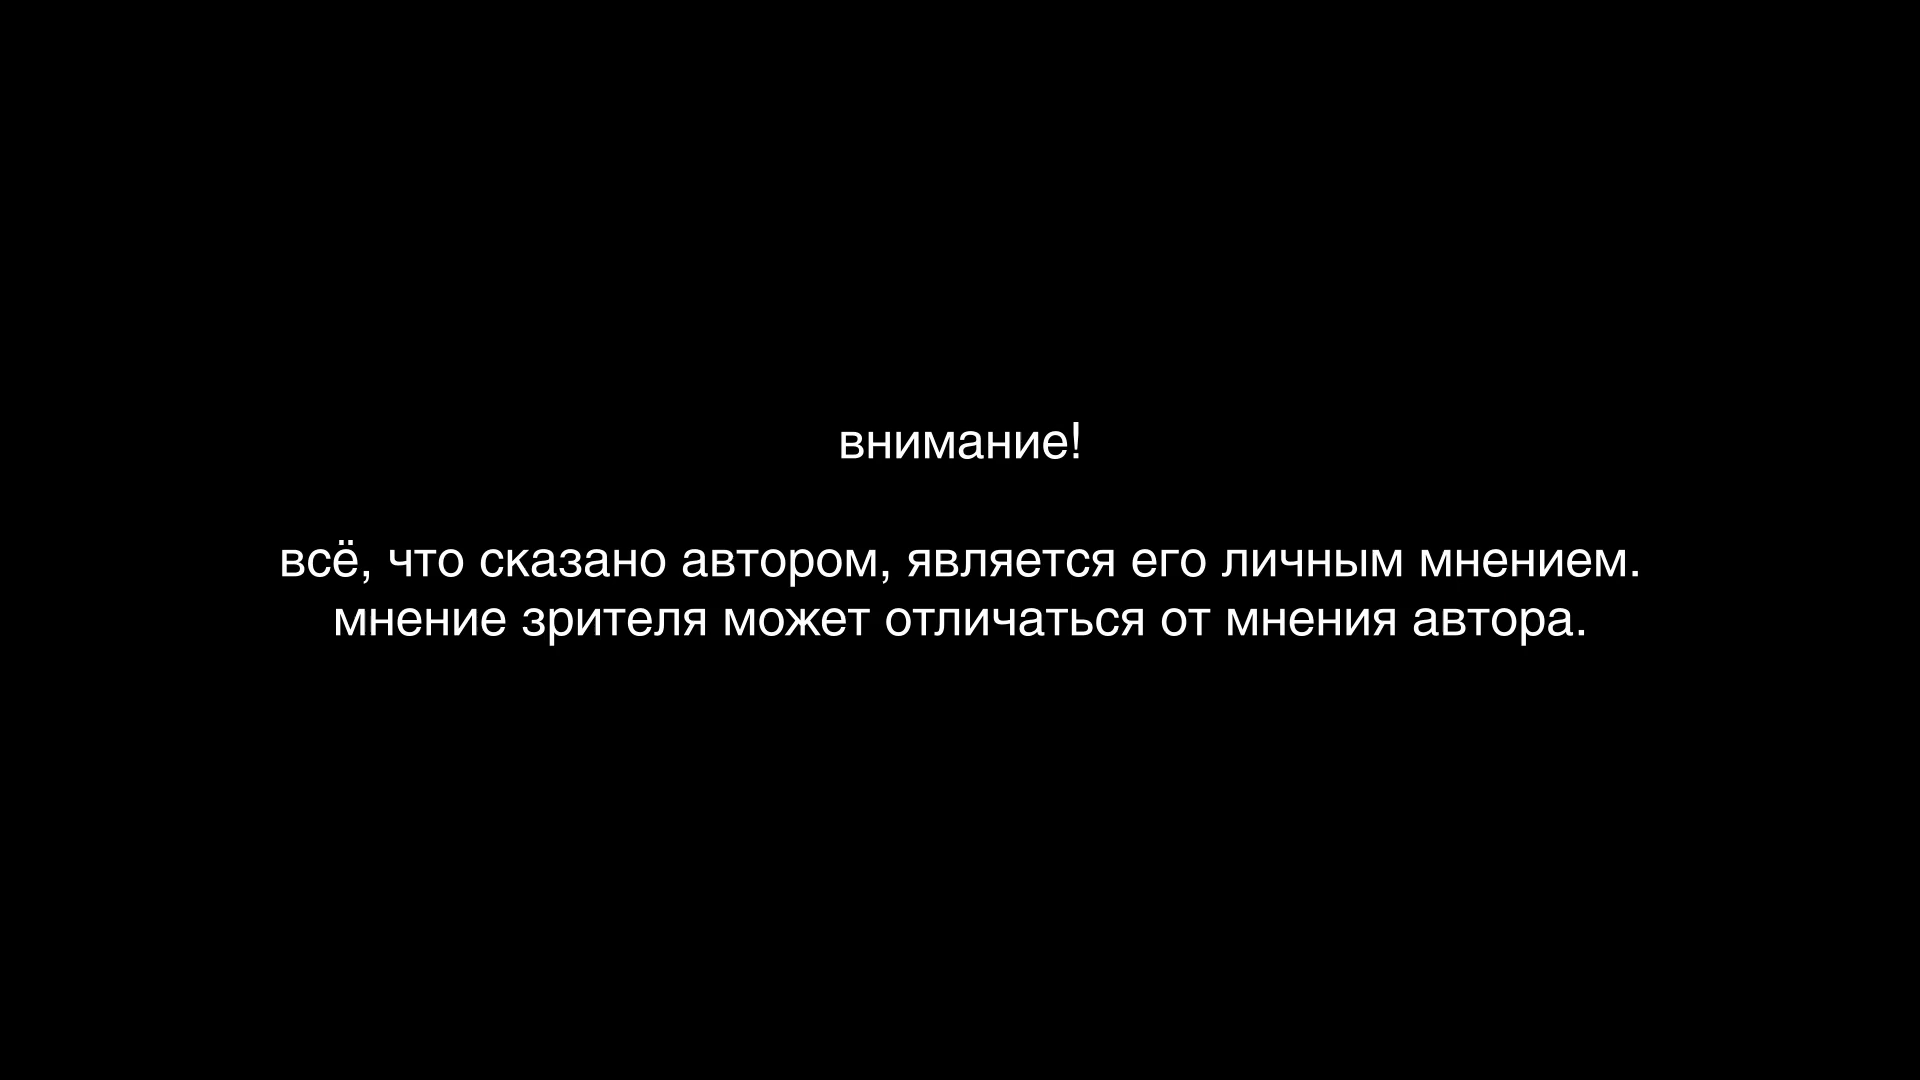 внимание!
всё, что сказано автором, является его личным мнением.
мнение зрителя может отличаться от мнения автора.